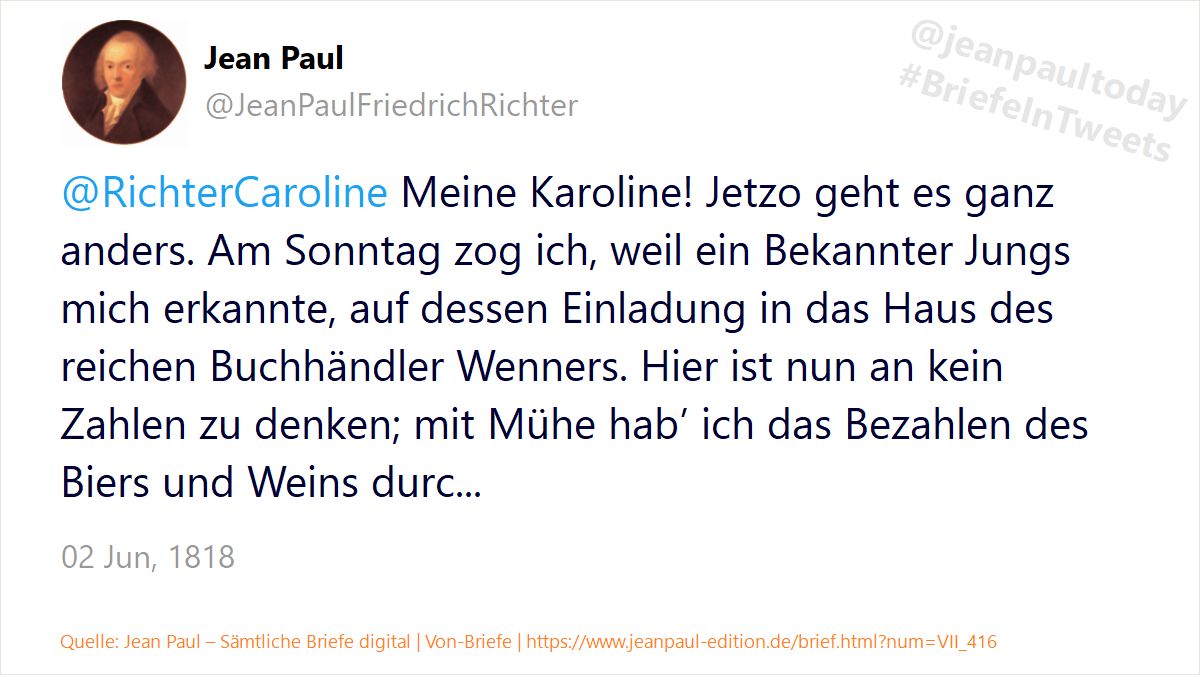 Jean Paul
@JeanPaulFriedrichRichter
@jeanpaultoday
#BriefeInTweets
@RichterCaroline Meine Karoline! Jetzo geht es ganz
anders. Am Sonntag zog ich, weil ein Bekannter Jungs
mich erkannte, auf dessen Einladung in das Haus des
reichen Buchhändler Wenners. Hier ist nun an kein
Zahlen zu denken; mit Mühe hab’ ich das Bezahlen des
Biers und Weins durc...
02 Jun, 1818
Quelle: Jean Paul – Sämtliche Briefe digital | Von-Briefe | https://www.jeanpaul-edition.de/brief.html?num=VII_416